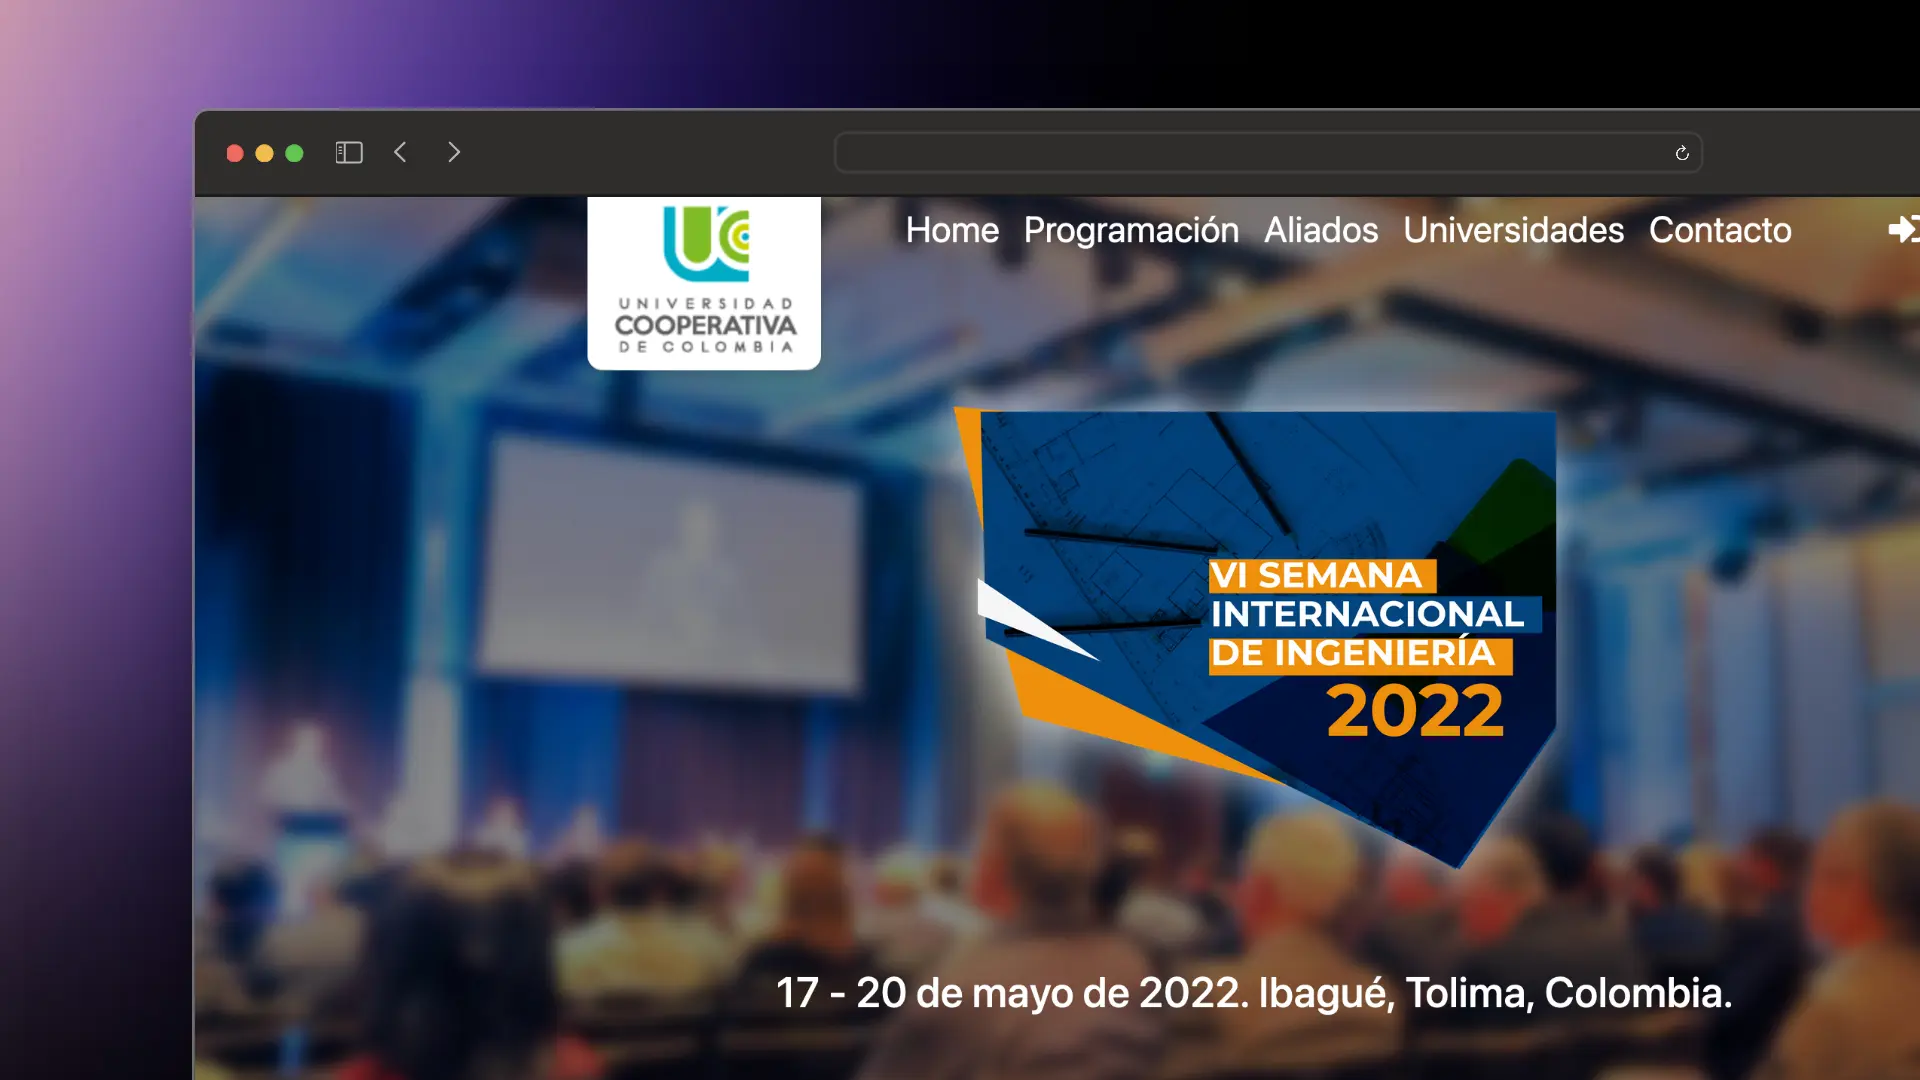 Home Programación Aliados Universidades Contacto
UNIVERSIDAD
COOPERATIVA
DE COLOMBIA
VI SEMANA
INTERNACIONAL
DE INGENIERÍA
2022
17 - 20 de mayo de 2022. Ibagué, Tolima, Colombia.